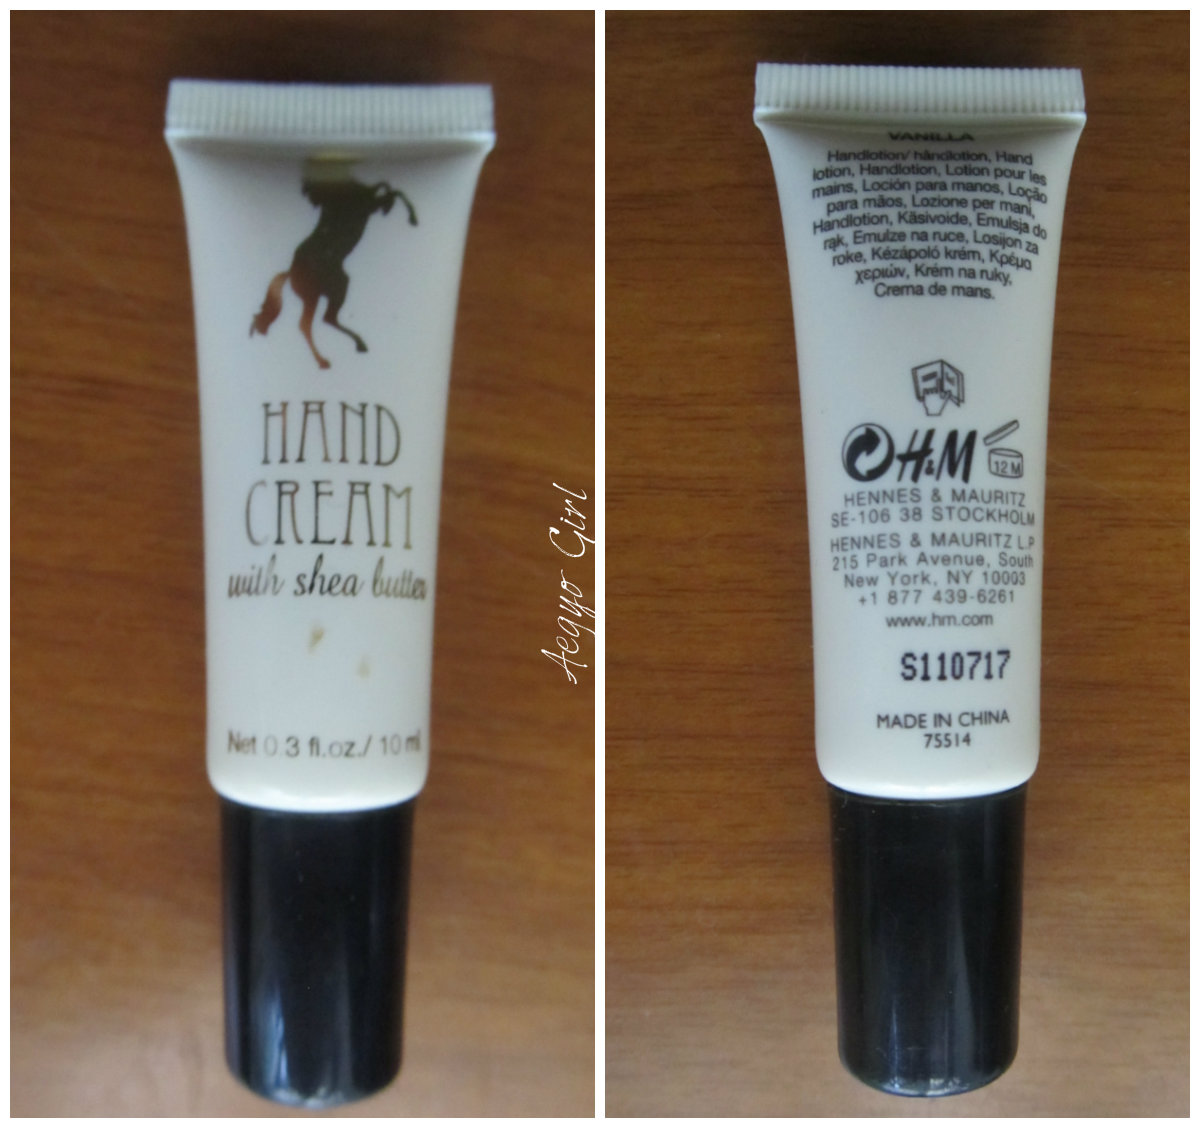 HAND
CREAM
with shea butter
Net 0 3 fl.oz./ 10 ml
Aegyo Girl
VANILLA
Handlotion/ håndlotion, Hand
lotion, Handlotion, Lotion pour les
mains, Loción para manos, Loção
para mãos, Lozione per mani,
Handlotion, Käsivoide, Emulsja do
rąk, Emulze na ruce, Losijon za
roke, Kézápoló krém, Κρέμα
χεριών, Krém na ruky,
Crema de mans.
H&M
12 M
HENNES & MAURITZ
SE-106 38 STOCKHOLM
HENNES & MAURITZ L.P
215 Park Avenue, South
New York, NY 10003
+1 877 439-6261
www.hm.com
S110717
MADE IN CHINA
75514